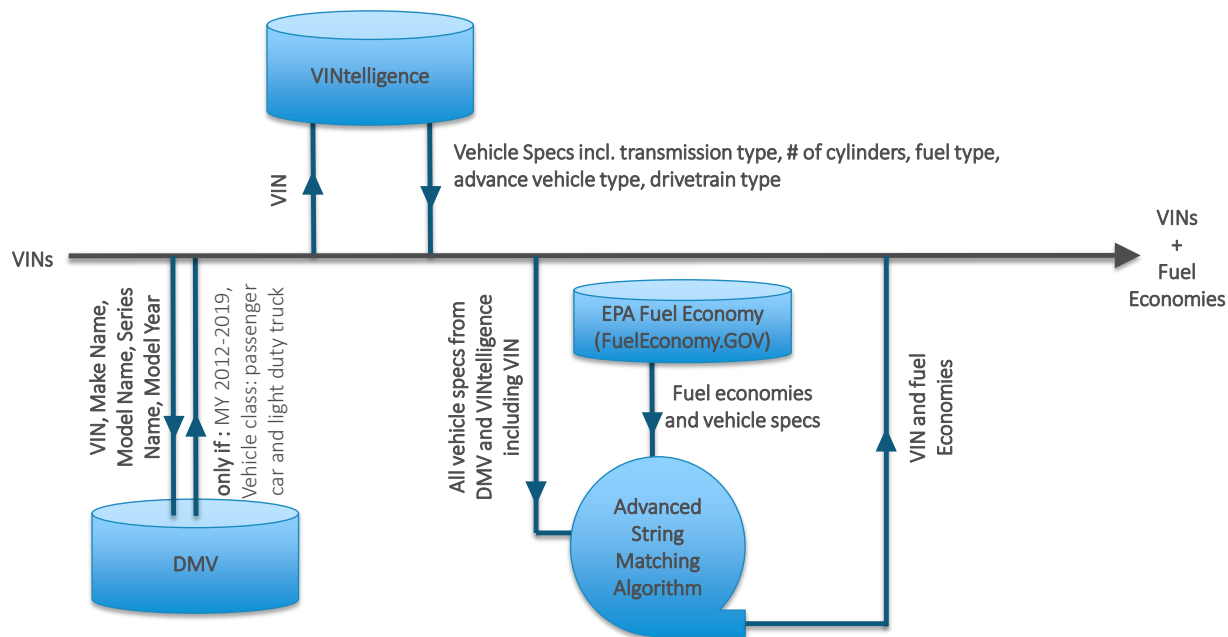 VINtelligence
VIN
Vehicle Specs incl. transmission type, # of cylinders, fuel type,
advance vehicle type, drivetrain type
VINs
VINs
+
Fuel
Economies
VIN, Make Name,
Model Name, Series
Name, Model Year
only if : MY 2012-2019,
Vehicle class: passenger
car and light duty truck
DMV
All vehicle specs from
DMV and VINtelligence
including VIN
EPA Fuel Economy
(FuelEconomy.GOV)
Fuel economies
and vehicle specs
Advanced
String
Matching
Algorithm
VIN and fuel
Economies